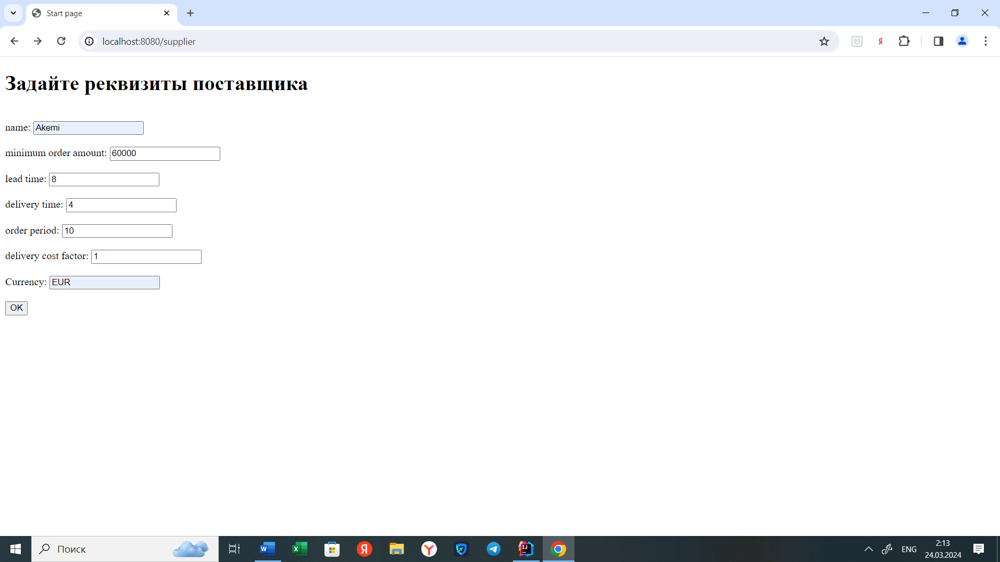 Start page
localhost:8080/supplier
Я
Задайте реквизиты поставщика
name: Akemi
minimum order amount: 60000
lead time: 8
delivery time: 4
order period: 10
delivery cost factor: 1
Currency: EUR
OK
Поиск
W
X
Я
Y
IJ
ENG
2:13
24.03.2024